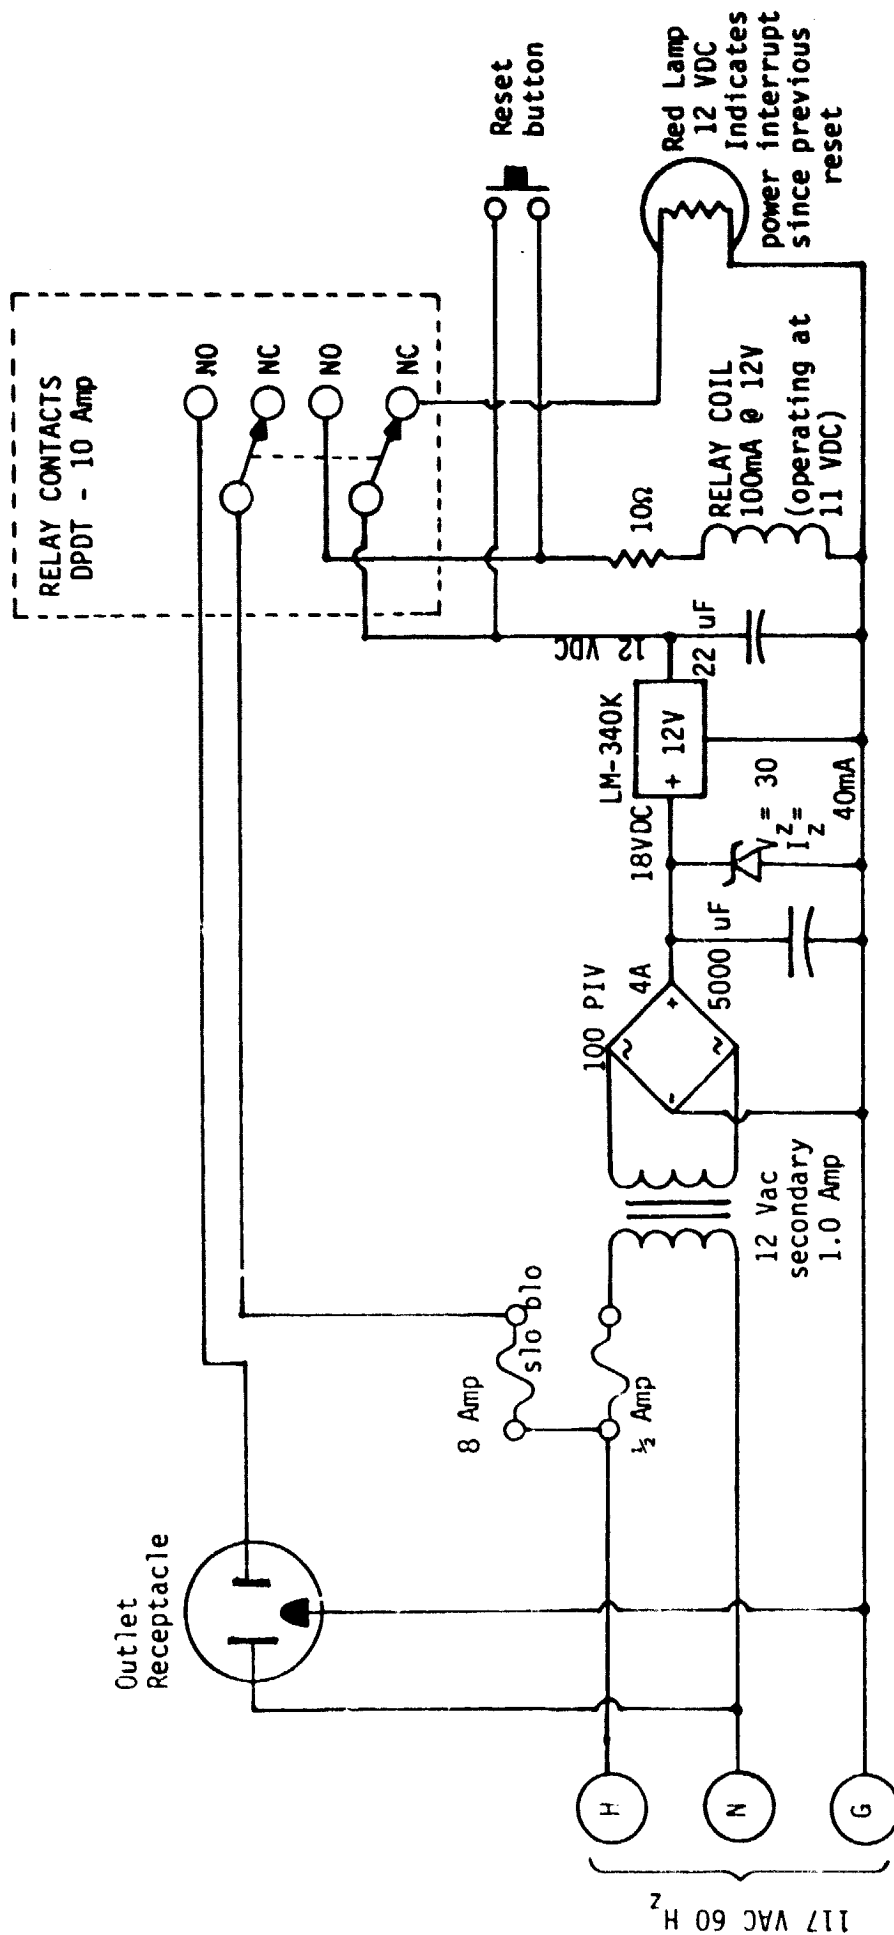 Outlet
Receptacle
RELAY CONTACTS
DPDT - 10 Amp
NO
NC
NO
NC
Reset
button
Red Lamp
12 VDC
Indicates
power interrupt
since previous
reset
8 Amp
slo blo
½ Amp
100 PIV
4A
18VDC
LM-340K
+ 12V
12 VDC
10Ω
RELAY COIL
100mA @ 12V
(operating at
11 VDC)
12 Vac
secondary
1.0 Amp
~
+
-
~
5000 uF
V_Z = 30
I_Z =
40mA
22 uF
H
N
G
117 VAC 60 H_Z